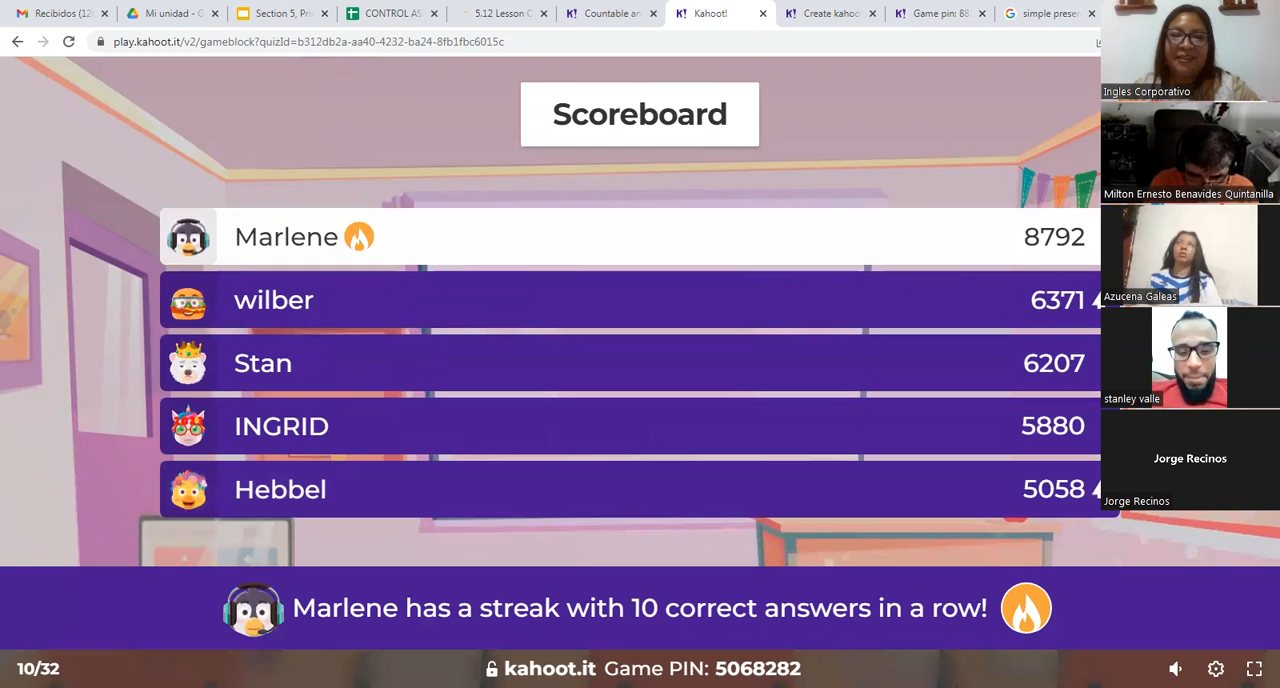 Recibidos (12
Mi unidad - G
Section 5, Pri
CONTROL AS
5.12 Lesson C
Countable an
Kahoot!
Create kahoo
Game pin: 88
simple presen
play.kahoot.it/v2/gameblock?quizId=b312db2a-aa40-4232-ba24-8fb1fbc6015c
Ingles Corporativo
Scoreboard
Milton Ernesto Benavides Quintanilla
Marlene 8792
wilber 6371
Azucena Galeas
Stan 6207
stanley valle
INGRID 5880
Jorge Recinos
Hebbel 5058
Jorge Recinos
Marlene has a streak with 10 correct answers in a row!
10/32
kahoot.it Game PIN: 5068282